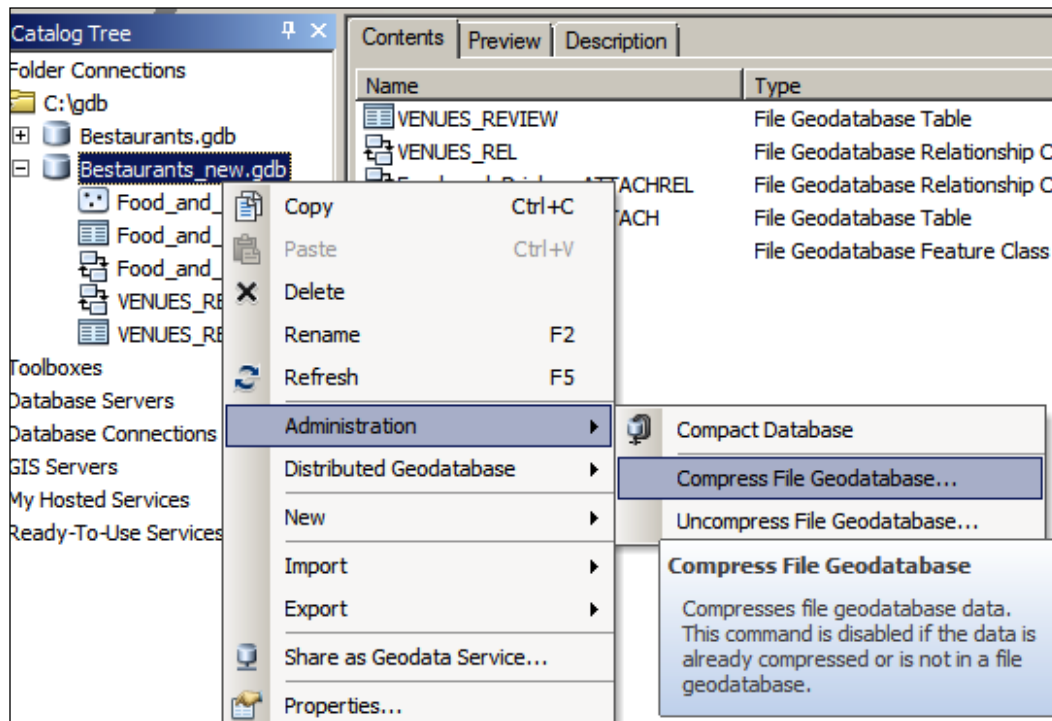 Catalog Tree
Folder Connections
C:\gdb
Bestaurants.gdb
Bestaurants_new.gdb
Food_and_
Food_and_
Food_and_
VENUES_RE
VENUES_RE
Toolboxes
Database Servers
Database Connections
GIS Servers
My Hosted Services
Ready-To-Use Services
Contents Preview Description
Name Type
VENUES_REVIEW File Geodatabase Table
VENUES_REL File Geodatabase Relationship C
ATTACHREL File Geodatabase Relationship C
TACH File Geodatabase Table
File Geodatabase Feature Class
Copy Ctrl+C
Paste Ctrl+V
Delete
Rename F2
Refresh F5
Administration
Distributed Geodatabase
New
Import
Export
Share as Geodata Service...
Properties...
Compact Database
Compress File Geodatabase...
Uncompress File Geodatabase...
Compress File Geodatabase
Compresses file geodatabase data.
This command is disabled if the data is
already compressed or is not in a file
geodatabase.